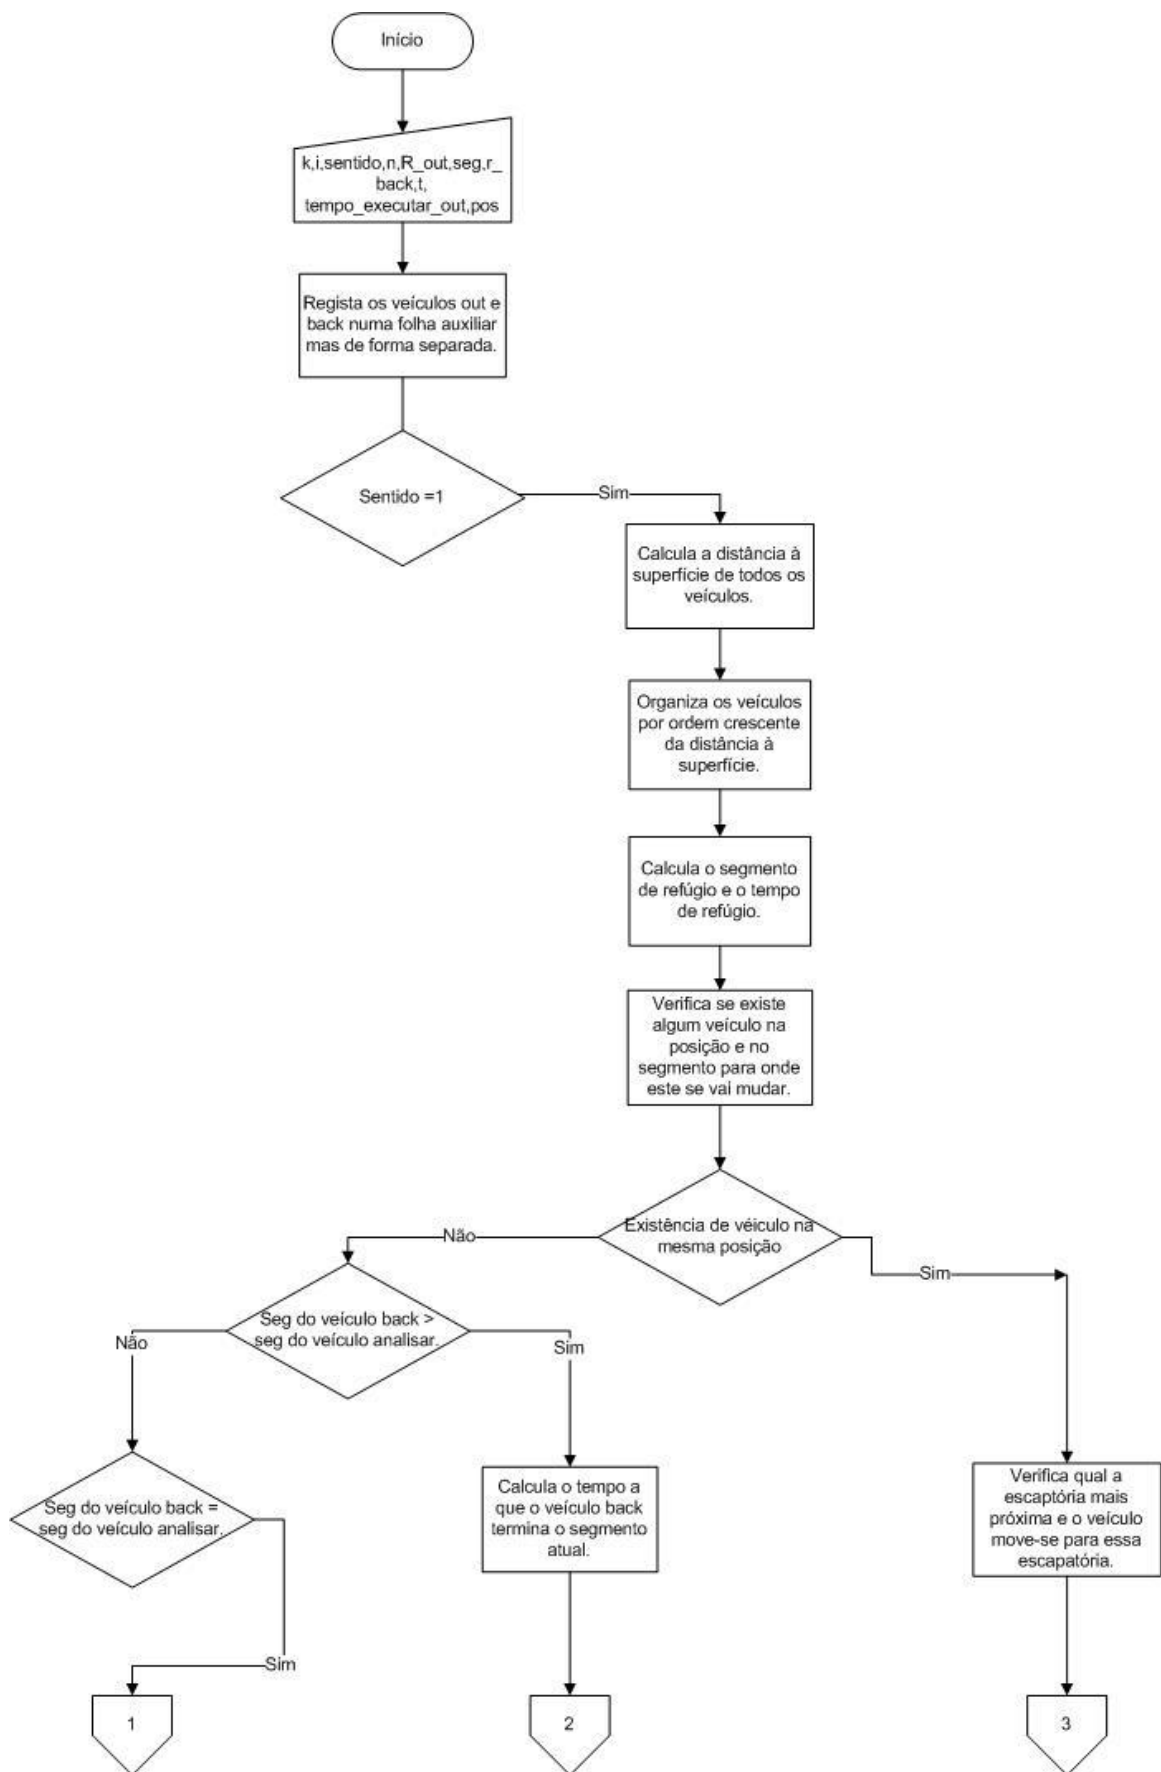 Início
k,i,sentido,n,R_out,seg,r_
back,t,
tempo_executar_out,pos
Regista os veículos out e
back numa folha auxiliar
mas de forma separada.
Sentido =1
Sim
Calcula a distância à
superfície de todos os
veículos.
Organiza os veículos
por ordem crescente
da distância à
superfície.
Calcula o segmento
de refúgio e o tempo
de refúgio.
Verifica se existe
algum veículo na
posição e no
segmento para onde
este se vai mudar.
Existência de véiculo na
mesma posição
Não
Sim
Seg do veículo back >
seg do veículo analisar.
Não
Sim
Seg do veículo back =
seg do veículo analisar.
Calcula o tempo a
que o veículo back
termina o segmento
atual.
Verifica qual a
escaptória mais
próxima e o veículo
move-se para essa
escapatória.
Sim
1
2
3